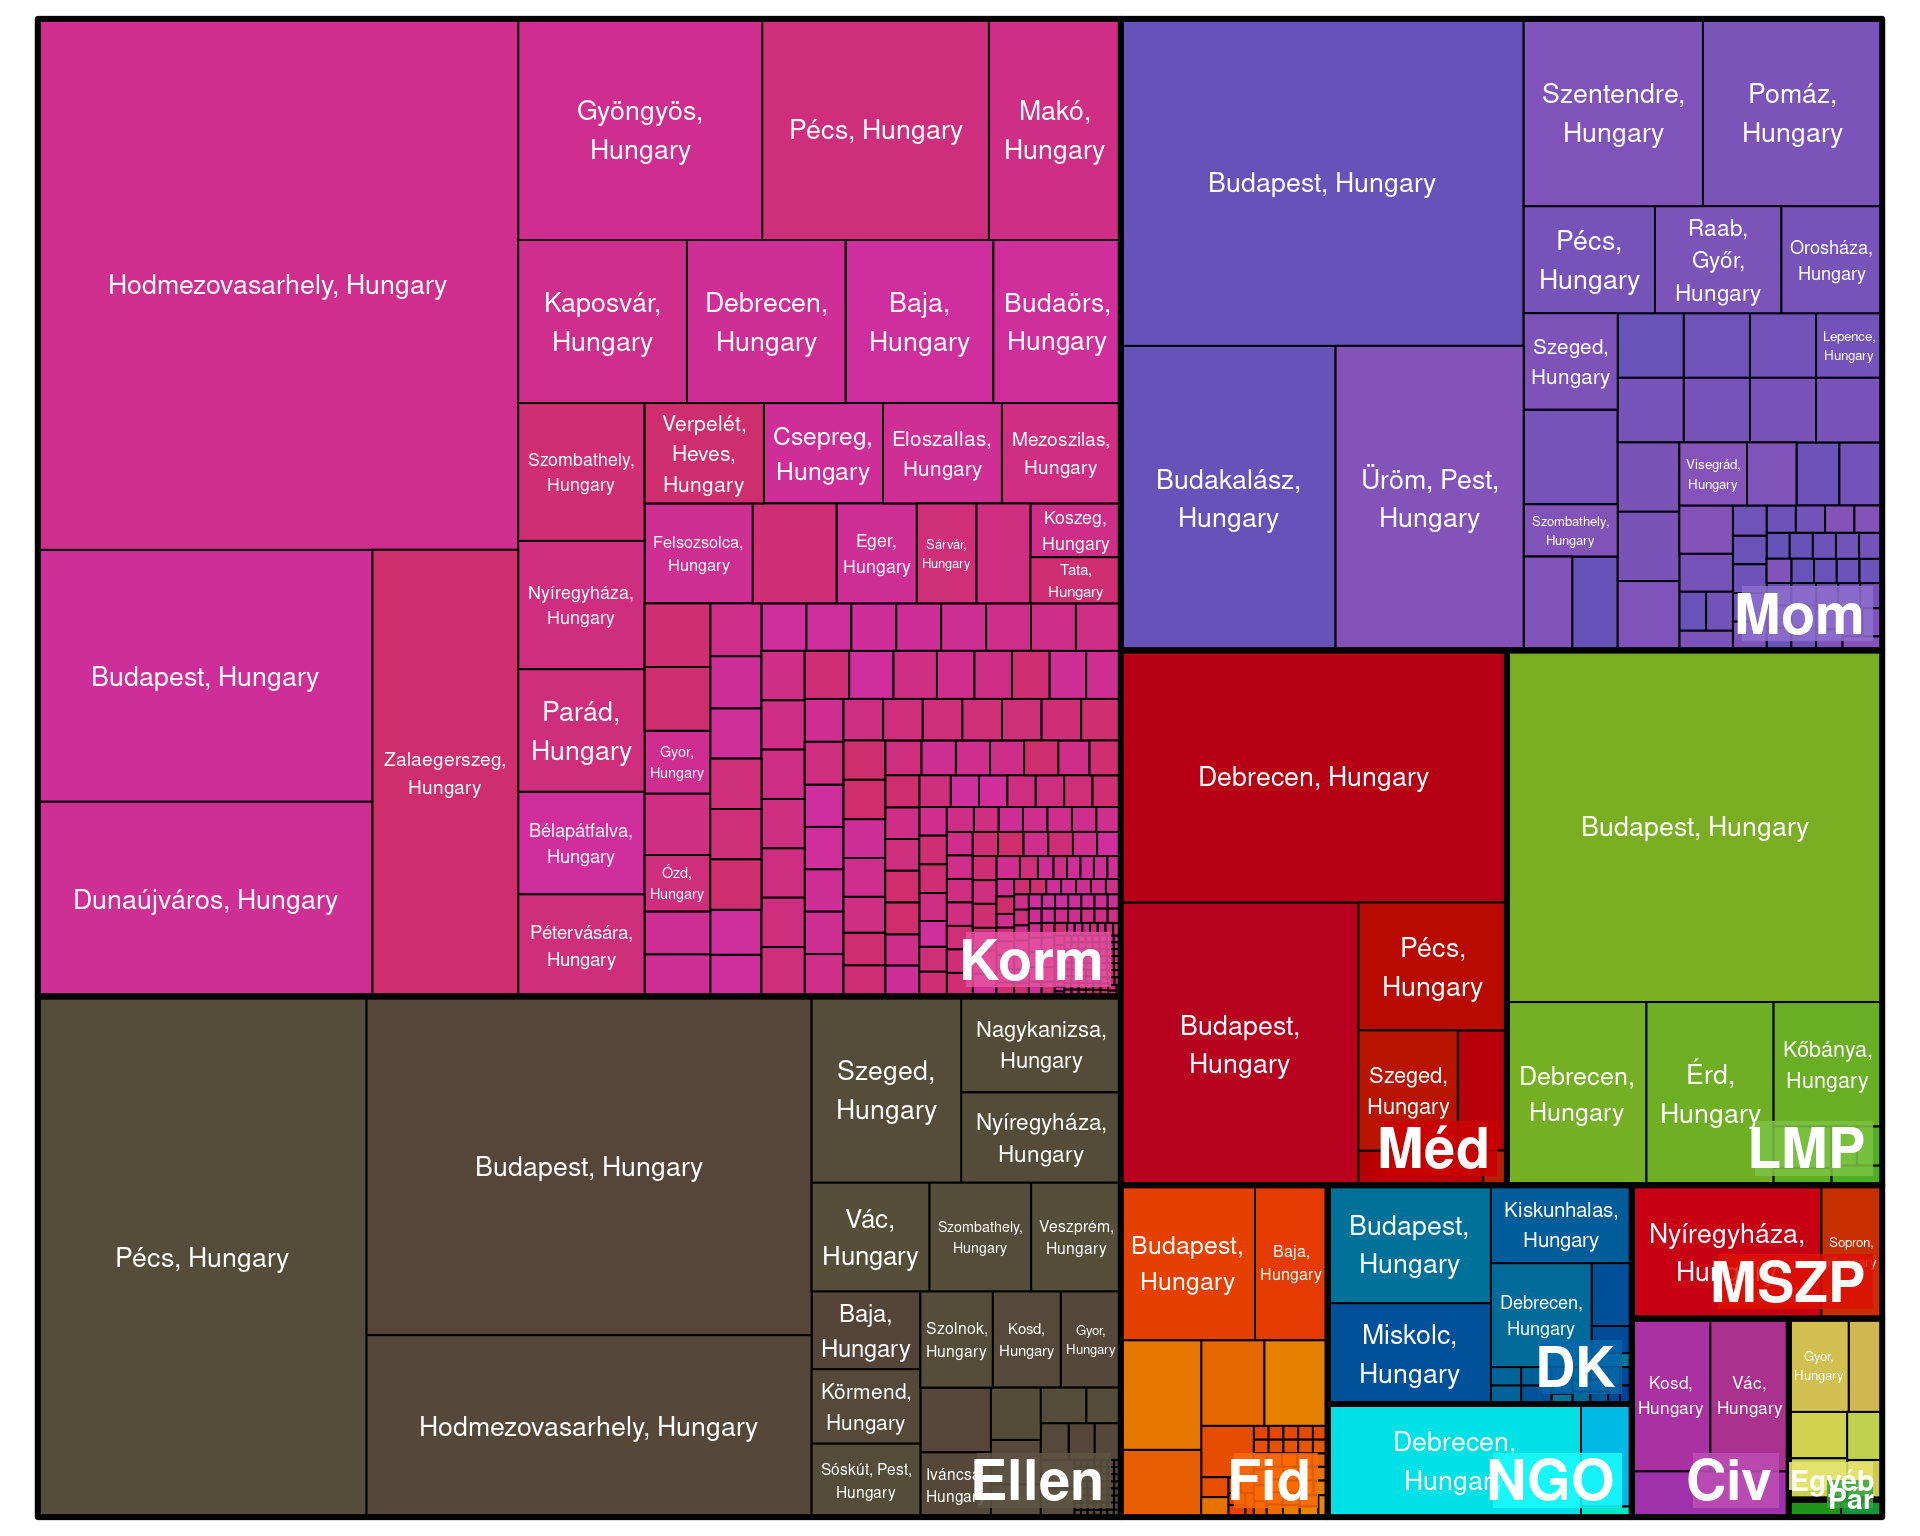 Hodmezovasarhely, Hungary
Gyöngyös,
Hungary
Pécs, Hungary
Makó,
Hungary
Kaposvár,
Hungary
Debrecen,
Hungary
Baja,
Hungary
Budaörs,
Hungary
Szombathely,
Hungary
Verpelét,
Heves,
Hungary
Csepreg,
Hungary
Eloszallas,
Hungary
Mezoszilas,
Hungary
Felsozsolca,
Hungary
Eger,
Hungary
Sárvár,
Hungary
Koszeg,
Hungary
Tata,
Hungary
Nyíregyháza,
Hungary
Budapest, Hungary
Zalaegerszeg,
Hungary
Parád,
Hungary
Gyor,
Hungary
Bélapátfalva,
Hungary
Ózd,
Hungary
Dunaújváros, Hungary
Pétervására,
Hungary
Korm
Budapest, Hungary
Szentendre,
Hungary
Pomáz,
Hungary
Pécs,
Hungary
Raab,
Győr,
Hungary
Orosháza,
Hungary
Szeged,
Hungary
Lepence,
Hungary
Budakalász,
Hungary
Üröm, Pest,
Hungary
Visegrád,
Hungary
Szombathely,
Hungary
Mom
Debrecen, Hungary
Budapest,
Hungary
Pécs,
Hungary
Szeged,
Hungary
Méd
Budapest, Hungary
Debrecen,
Hungary
Érd,
Hungary
Kőbánya,
Hungary
LMP
Pécs, Hungary
Budapest, Hungary
Hodmezovasarhely, Hungary
Szeged,
Hungary
Nagykanizsa,
Hungary
Nyíregyháza,
Hungary
Vác,
Hungary
Szombathely,
Hungary
Veszprém,
Hungary
Baja,
Hungary
Szolnok,
Hungary
Kosd,
Hungary
Gyor,
Hungary
Körmend,
Hungary
Sóskút, Pest,
Hungary
Ellen
Budapest,
Hungary
Baja,
Hungary
Fid
Budapest,
Hungary
Kiskunhalas,
Hungary
Debrecen,
Hungary
Miskolc,
Hungary
DK
Debrecen,
Hungary
NGO
Nyíregyháza,
Sopron,
MSZP
Kosd,
Hungary
Vác,
Hungary
Civ
Gyor,
Hungary
Egyéb
Pár